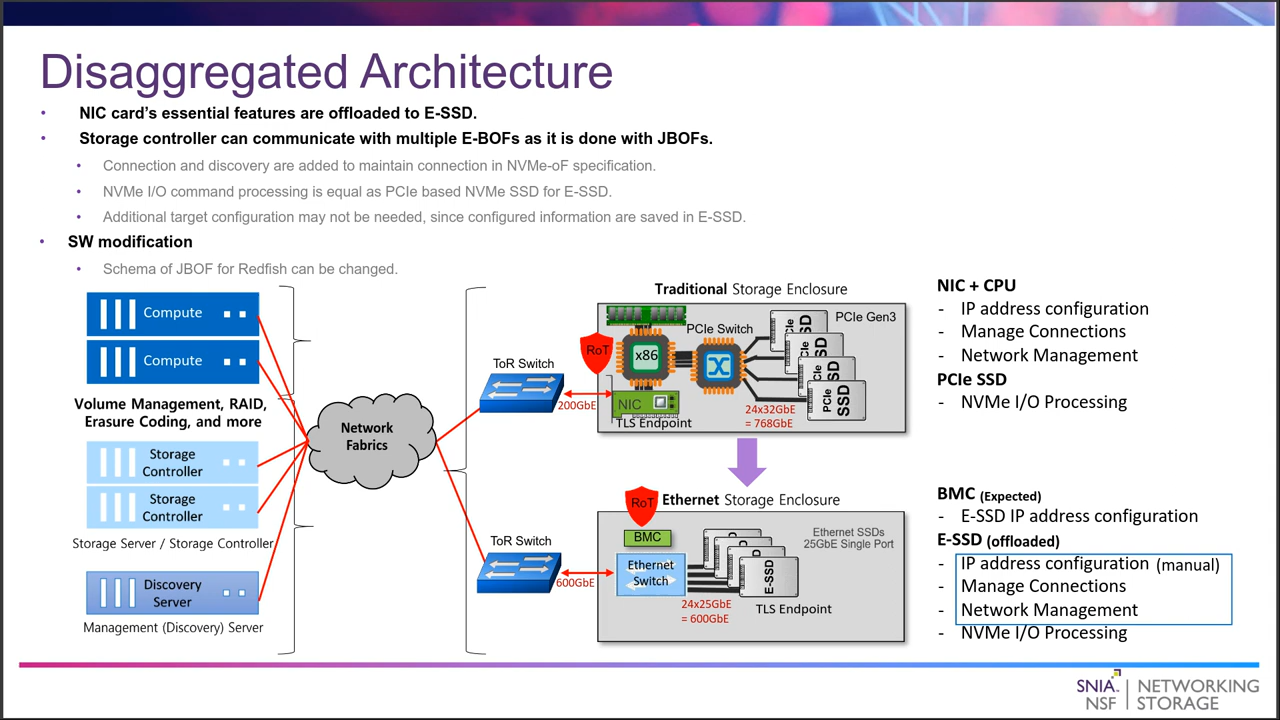 Disaggregated Architecture
• NIC card's essential features are offloaded to E-SSD.
• Storage controller can communicate with multiple E-BOFs as it is done with JBOFs.
• Connection and discovery are added to maintain connection in NVMe-oF specification.
• NVMe I/O command processing is equal as PCIe based NVMe SSD for E-SSD.
• Additional target configuration may not be needed, since configured information are saved in E-SSD.
• SW modification
• Schema of JBOF for Redfish can be changed.
Compute
Compute
Volume Management, RAID,
Erasure Coding, and more
Storage
Controller
Storage
Controller
Storage Server / Storage Controller
Discovery
Server
Management (Discovery) Server
Network
Fabrics
ToR Switch
200GbE
ToR Switch
600GbE
Traditional Storage Enclosure
RoT
x86
PCIe Switch
PCIe Gen3
NIC
TLS Endpoint
24x32GbE
= 768GbE
SSD
PCIe
SSD
Ethernet Storage Enclosure
RoT
BMC
Ethernet
Switch
Ethernet SSDs
25GbE Single Port
E-SSD
24x25GbE
= 600GbE
TLS Endpoint
NIC + CPU
- IP address configuration
- Manage Connections
- Network Management
PCIe SSD
- NVMe I/O Processing
BMC (Expected)
- E-SSD IP address configuration
E-SSD (offloaded)
- IP address configuration (manual)
- Manage Connections
- Network Management
- NVMe I/O Processing
SNIA™ | NETWORKING
NSF | STORAGE